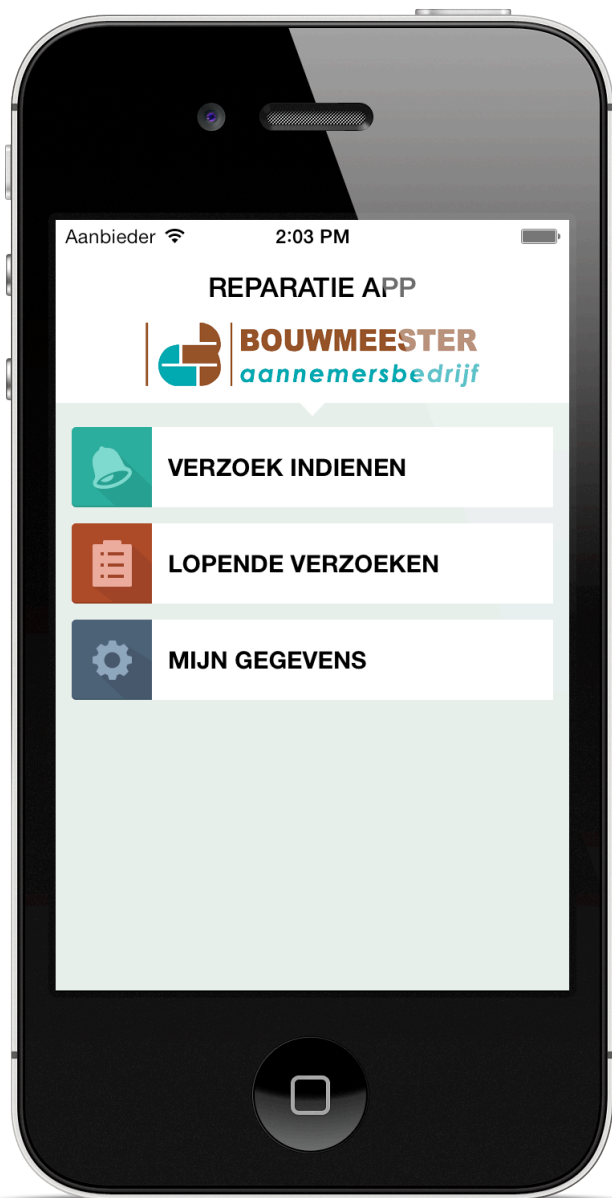 Aanbieder 2:03 PM
REPARATIE APP
BOUWMEESTER
aannemersbedrijf
VERZOEK INDIENEN
LOPENDE VERZOEKEN
MIJN GEGEVENS